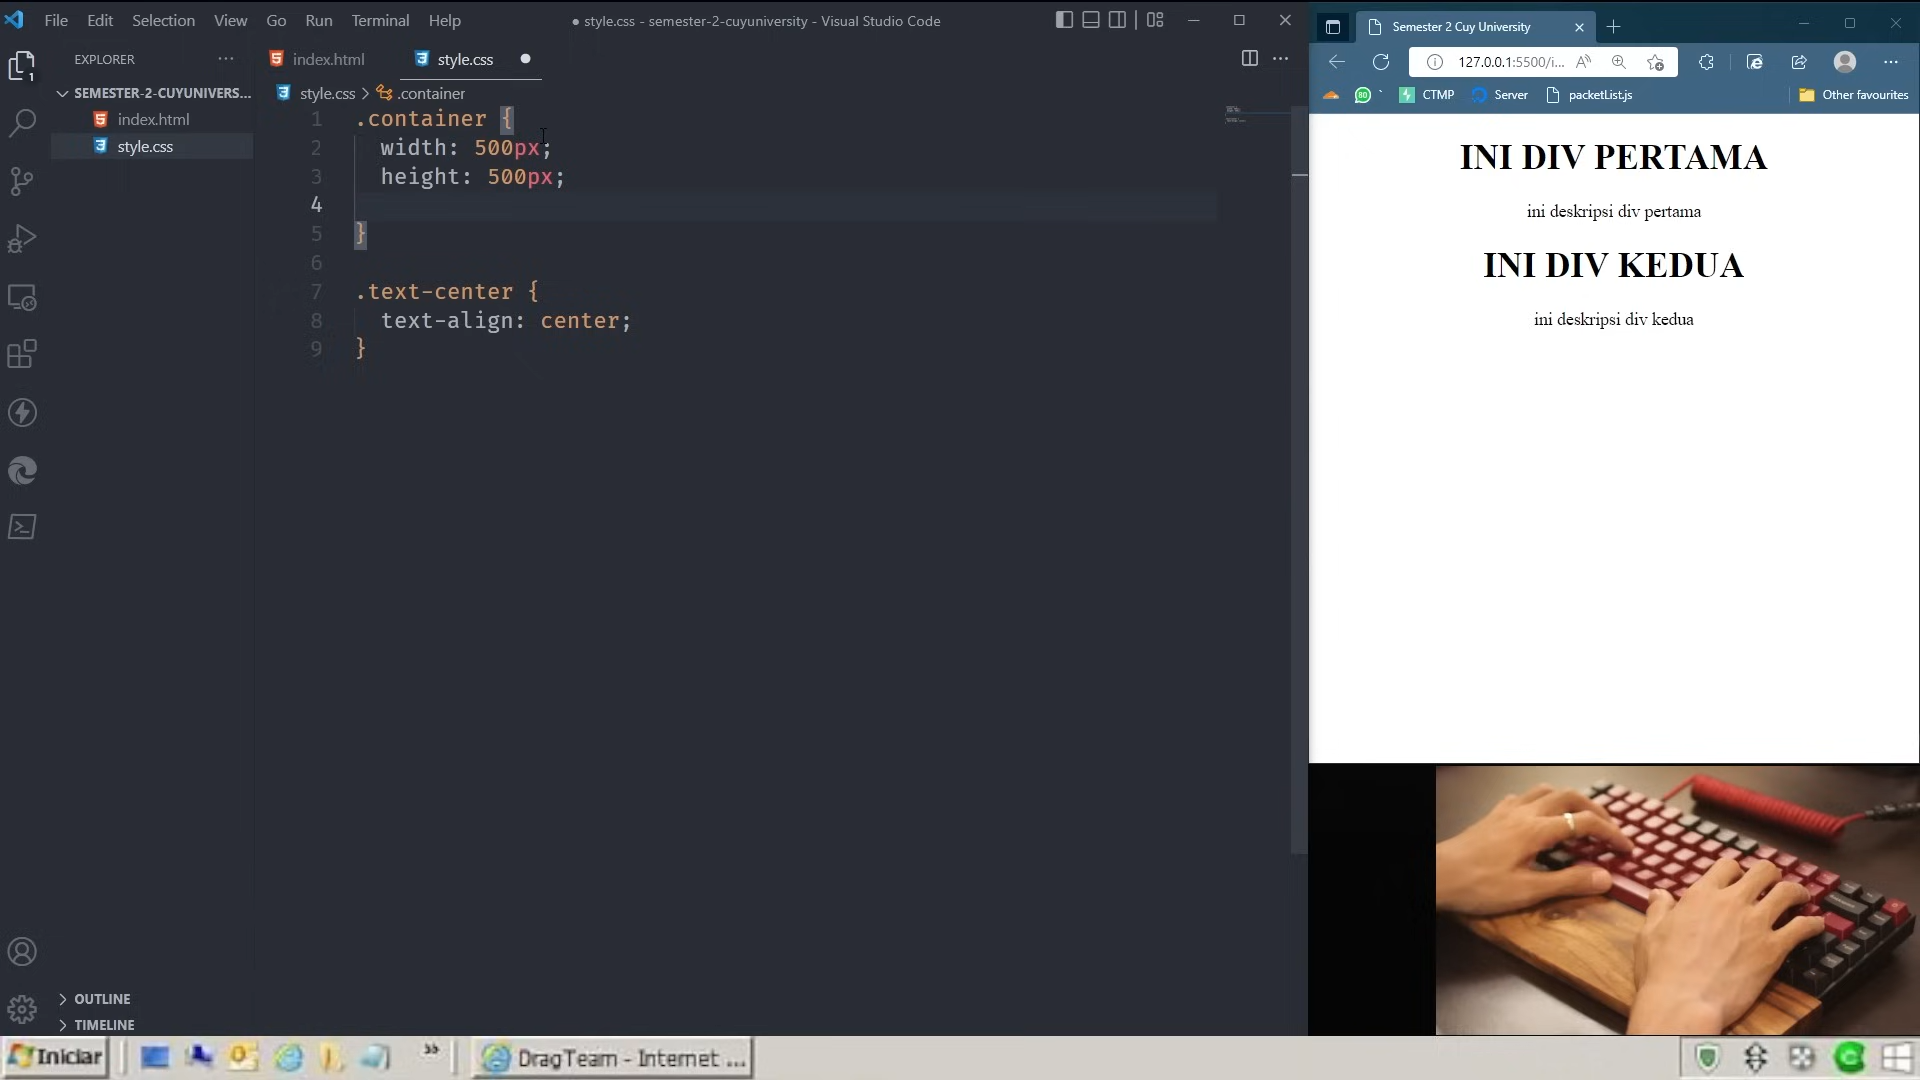 File Edit Selection View Go Run Terminal Help
● style.css - semester-2-cuyuniversity - Visual Studio Code
EXPLORER
SEMESTER-2-CUYUNIVERS...
index.html
style.css
1
index.html
style.css
style.css > .container
1 .container {
2 width: 500px;
3 height: 500px;
4
5 }
6
7 .text-center {
8 text-align: center;
9 }
OUTLINE
TIMELINE
Semester 2 Cuy University
127.0.0.1:5500/i...
CTMP
Server
packetList.js
Other favourites
INI DIV PERTAMA
ini deskripsi div pertama
INI DIV KEDUA
ini deskripsi div kedua
Iniciar
DragTeam - Internet ...